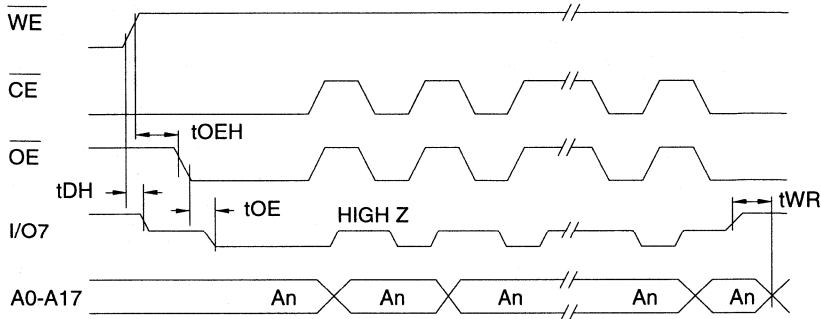 WE
CE
tOEH
OE
tDH
tOE
HIGH Z
tWR
I/O7
A0-A17 An An An An An